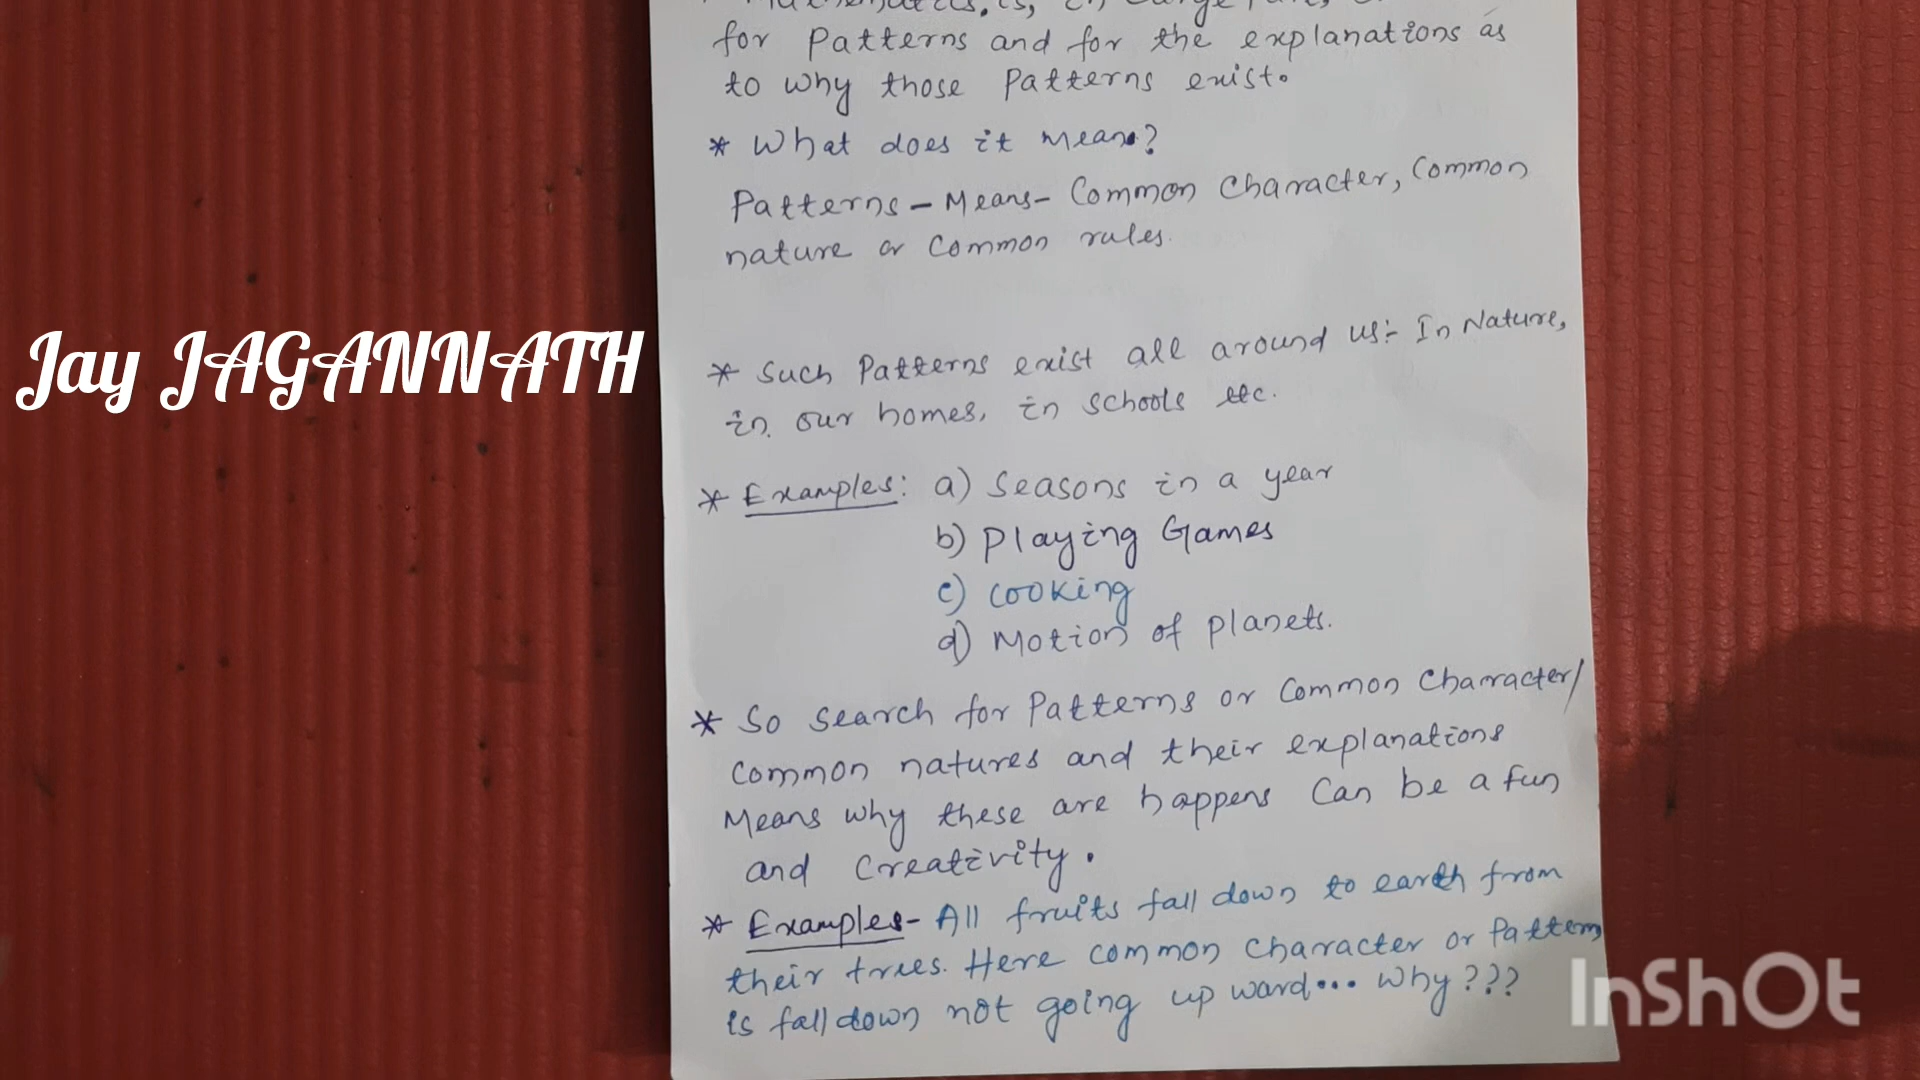 Mathematics is, in large part,
for Patterns and for the explanations as
to why those Patterns exist.
* What does it mean?
Patterns - Means - Common Character, Common
nature or Common rules.
* Such Patterns exist all around us:- In Nature,
in our homes, in schools etc.
* Examples: a) Seasons in a year
b) Playing Games
c) cooking
d) Motion of planets.
* So search for Patterns or Common Character/
common natures and their explanations
Means why these are happens Can be a fun
and Creativity.
* Examples- All fruits fall down to earth from
their trees. Here common character or Pattern
is fall down not going up ward... why???
Jay JAGANNATH
InShOt